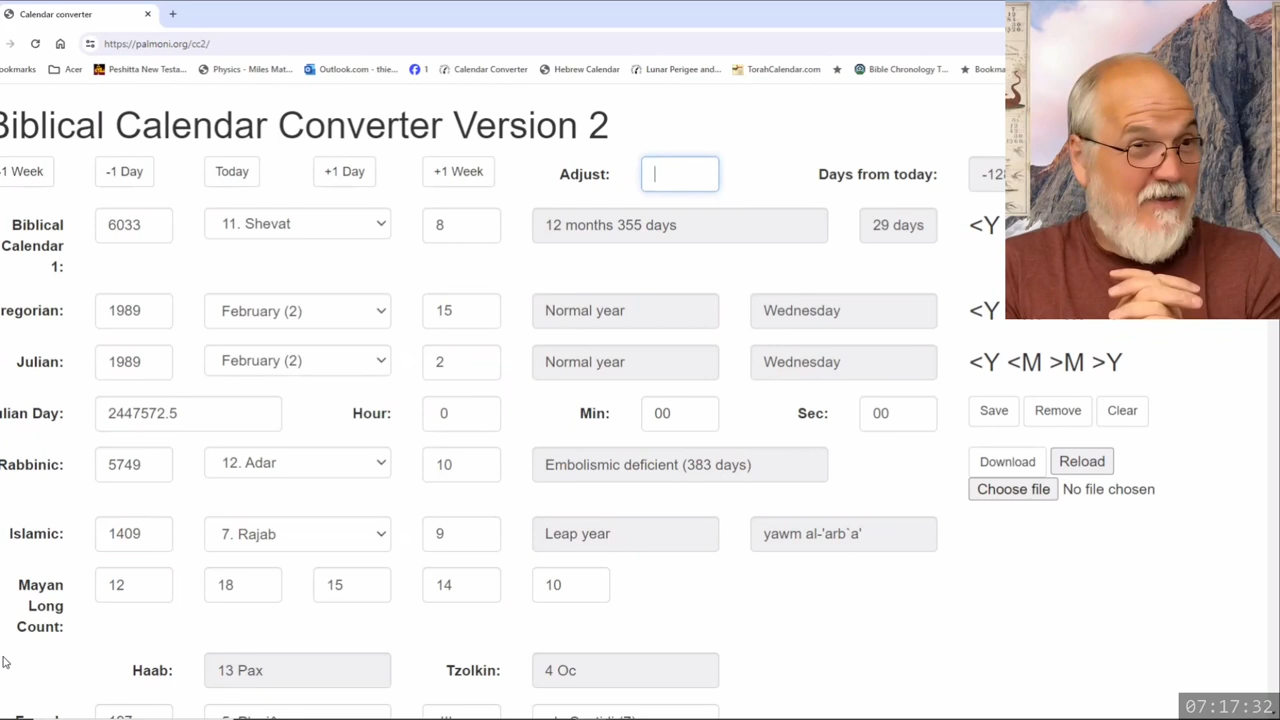 Calendar converter
https://palmoni.org/cc2/
ookmarks Acer Peshitta New Testa... Physics - Miles Mat... Outlook.com - thie... 1 Calendar Converter Hebrew Calendar Lunar Perigee and... TorahCalendar.com Bible Chronology T... Bookma
Biblical Calendar Converter Version 2
-1 Week -1 Day Today +1 Day +1 Week Adjust: Days from today: -128
Biblical Calendar 1: 6033 11. Shevat 8 12 months 355 days 29 days <Y
regorian: 1989 February (2) 15 Normal year Wednesday <Y
Julian: 1989 February (2) 2 Normal year Wednesday <Y <M >M >Y
ulian Day: 2447572.5 Hour: 0 Min: 00 Sec: 00 Save Remove Clear
Rabbinic: 5749 12. Adar 10 Embolismic deficient (383 days) Download Reload
Choose file No file chosen
Islamic: 1409 7. Rajab 9 Leap year yawm al-'arb`a'
Mayan Long Count: 12 18 15 14 10
Haab: 13 Pax Tzolkin: 4 Oc
07:17:32